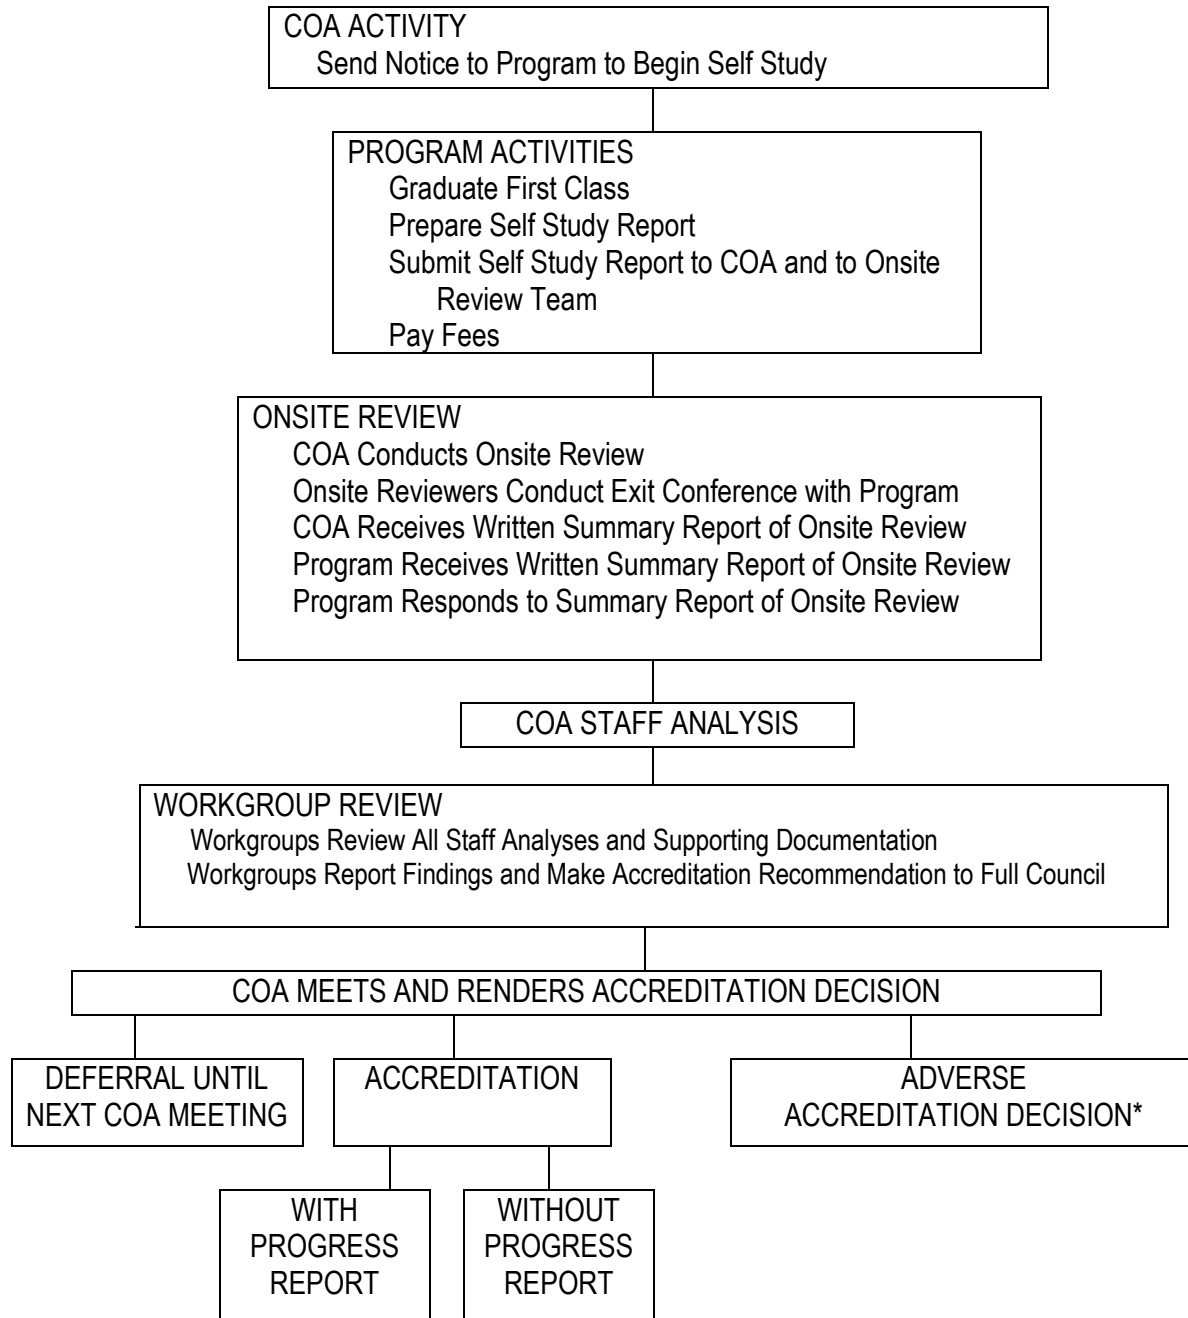 COA ACTIVITY
Send Notice to Program to Begin Self Study
PROGRAM ACTIVITIES
Graduate First Class
Prepare Self Study Report
Submit Self Study Report to COA and to Onsite
Review Team
Pay Fees
ONSITE REVIEW
COA Conducts Onsite Review
Onsite Reviewers Conduct Exit Conference with Program
COA Receives Written Summary Report of Onsite Review
Program Receives Written Summary Report of Onsite Review
Program Responds to Summary Report of Onsite Review
COA STAFF ANALYSIS
WORKGROUP REVIEW
Workgroups Review All Staff Analyses and Supporting Documentation
Workgroups Report Findings and Make Accreditation Recommendation to Full Council
COA MEETS AND RENDERS ACCREDITATION DECISION
DEFERRAL UNTIL
NEXT COA MEETING
ACCREDITATION
ADVERSE
ACCREDITATION DECISION*
WITH
PROGRESS
REPORT
WITHOUT
PROGRESS
REPORT